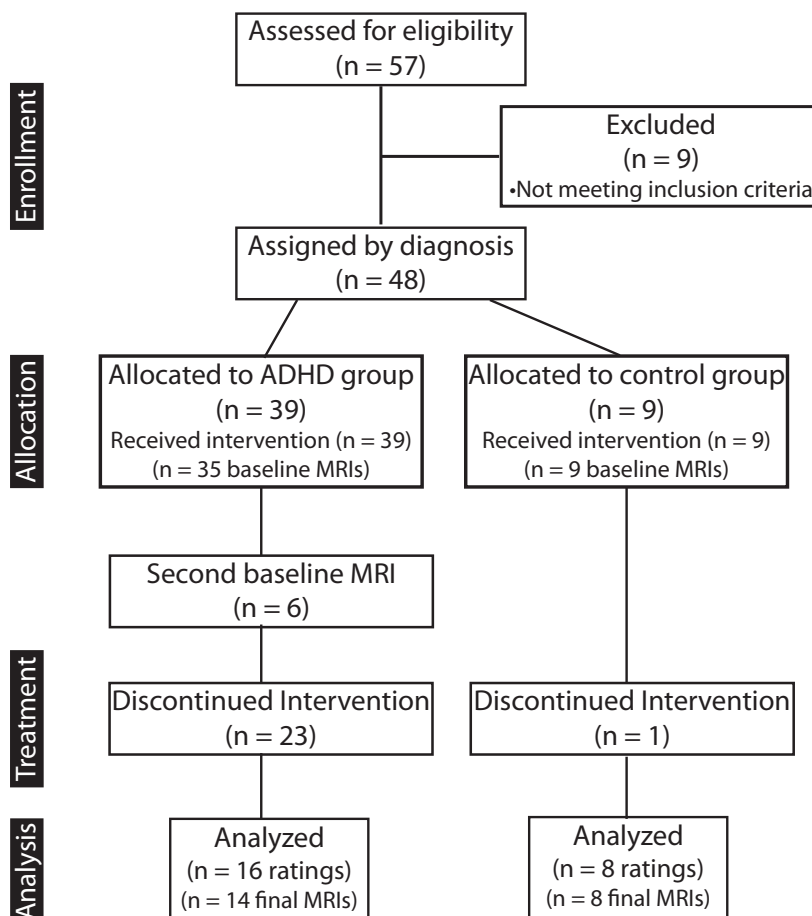 Assessed for eligibility
(n = 57)
Enrollment
Excluded
(n = 9)
•Not meeting inclusion criteria
Assigned by diagnosis
(n = 48)
Allocation
Allocated to ADHD group
(n = 39)
Received intervention (n = 39)
(n = 35 baseline MRIs)
Allocated to control group
(n = 9)
Received intervention (n = 9)
(n = 9 baseline MRIs)
Second baseline MRI
(n = 6)
Treatment
Discontinued Intervention
(n = 23)
Discontinued Intervention
(n = 1)
Analysis
Analyzed
(n = 16 ratings)
(n = 14 final MRIs)
Analyzed
(n = 8 ratings)
(n = 8 final MRIs)